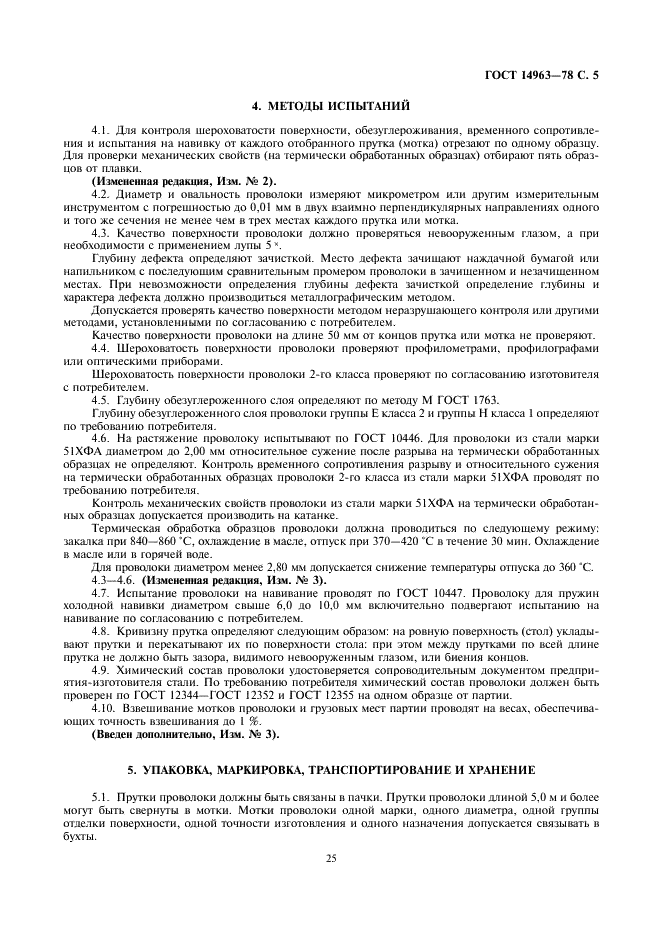 ГОСТ 14963—78 С. 5
4. МЕТОДЫ ИСПЫТАНИЙ
4.1. Для контроля шероховатости поверхности, обезуглероживания, временного сопротивле-
ния и испытания на навивку от каждого отобранного прутка (мотка) отрезают по одному образцу.
Для проверки механических свойств (на термически обработанных образцах) отбирают пять образ-
цов от плавки.
(Измененная редакция, Изм. № 2).
4.2. Диаметр и овальность проволоки измеряют микрометром или другим измерительным
инструментом с погрешностью до 0,01 мм в двух взаимно перпендикулярных направлениях одного
и того же сечения не менее чем в трех местах каждого прутка или мотка.
4.3. Качество поверхности проволоки должно проверяться невооруженным глазом, а при
необходимости с применением лупы 5ˣ.
Глубину дефекта определяют зачисткой. Место дефекта зачищают наждачной бумагой или
напильником с последующим сравнительным промером проволоки в зачищенном и незачищенном
местах. При невозможности определения глубины дефекта зачисткой определение глубины и
характера дефекта должно производиться металлографическим методом.
Допускается проверять качество поверхности методом неразрушающего контроля или другими
методами, установленными по согласованию с потребителем.
Качество поверхности проволоки на длине 50 мм от концов прутка или мотка не проверяют.
4.4. Шероховатость поверхности проволоки проверяют профилометрами, профилографами
или оптическими приборами.
Шероховатость поверхности проволоки 2-го класса проверяют по согласованию изготовителя
с потребителем.
4.5. Глубину обезуглероженного слоя определяют по методу М ГОСТ 1763.
Глубину обезуглероженного слоя проволоки группы Е класса 2 и группы Н класса 1 определяют
по требованию потребителя.
4.6. На растяжение проволоку испытывают по ГОСТ 10446. Для проволоки из стали марки
51ХФА диаметром до 2,00 мм относительное сужение после разрыва на термически обработанных
образцах не определяют. Контроль временного сопротивления разрыву и относительного сужения
на термически обработанных образцах проволоки 2-го класса из стали марки 51ХФА проводят по
требованию потребителя.
Контроль механических свойств проволоки из стали марки 51ХФА на термически обработан-
ных образцах допускается производить на катанке.
Термическая обработка образцов проволоки должна проводиться по следующему режиму:
закалка при 840—860 ˚С, охлаждение в масле, отпуск при 370—420 ˚С в течение 30 мин. Охлаждение
в масле или в горячей воде.
Для проволоки диаметром менее 2,80 мм допускается снижение температуры отпуска до 360 ˚С.
4.3—4.6. (Измененная редакция, Изм. № 3).
4.7. Испытание проволоки на навивание проводят по ГОСТ 10447. Проволоку для пружин
холодной навивки диаметром свыше 6,0 до 10,0 мм включительно подвергают испытанию на
навивание по согласованию с потребителем.
4.8. Кривизну прутка определяют следующим образом: на ровную поверхность (стол) уклады-
вают прутки и перекатывают их по поверхности стола: при этом между прутками по всей длине
прутка не должно быть зазора, видимого невооруженным глазом, или биения концов.
4.9. Химический состав проволоки удостоверяется сопроводительным документом предпри-
ятия-изготовителя стали. По требованию потребителя химический состав проволоки должен быть
проверен по ГОСТ 12344—ГОСТ 12352 и ГОСТ 12355 на одном образце от партии.
4.10. Взвешивание мотков проволоки и грузовых мест партии проводят на весах, обеспечива-
ющих точность взвешивания до 1 %.
(Введен дополнительно, Изм. № 3).
5. УПАКОВКА, МАРКИРОВКА, ТРАНСПОРТИРОВАНИЕ И ХРАНЕНИЕ
5.1. Прутки проволоки должны быть связаны в пачки. Прутки проволоки длиной 5,0 м и более
могут быть свернуты в мотки. Мотки проволоки одной марки, одного диаметра, одной группы
отделки поверхности, одной точности изготовления и одного назначения допускается связывать в
бухты.
25